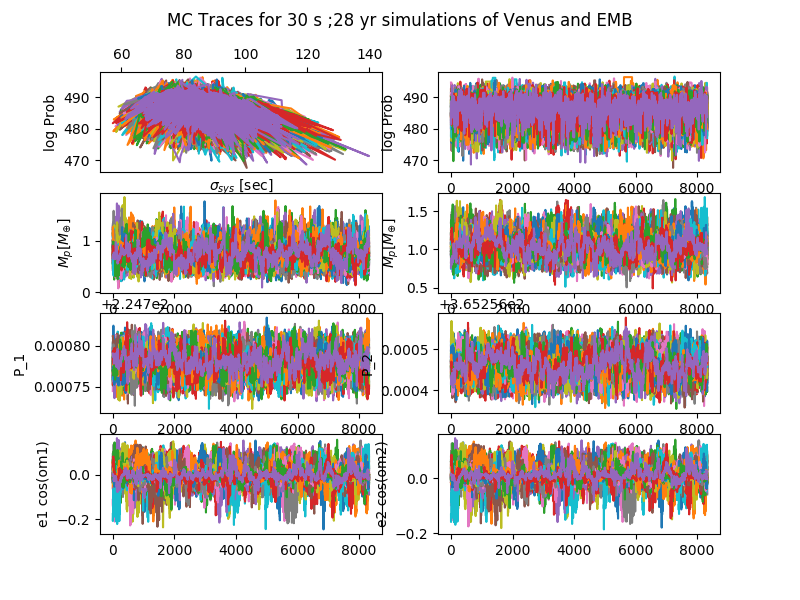 MC Traces for 30 s ;28 yr simulations of Venus and EMB
60 80 100 120 140
log Prob
490
480
470
σsys [sec]
log Prob
490
480
470
0 2000 4000 6000 8000
Mp[M⊕]
1
0
Mp[M⊕]
1.5
1.0
0.5
P_1
0.00080
0.00075
0 2000 4000 6000 8000
+3.65256e2
P_2
0.0005
0.0004
0 2000 4000 6000 8000
e1 cos(om1)
0.0
−0.2
0 2000 4000 6000 8000
e2 cos(om2)
0.0
−0.2
0 2000 4000 6000 8000